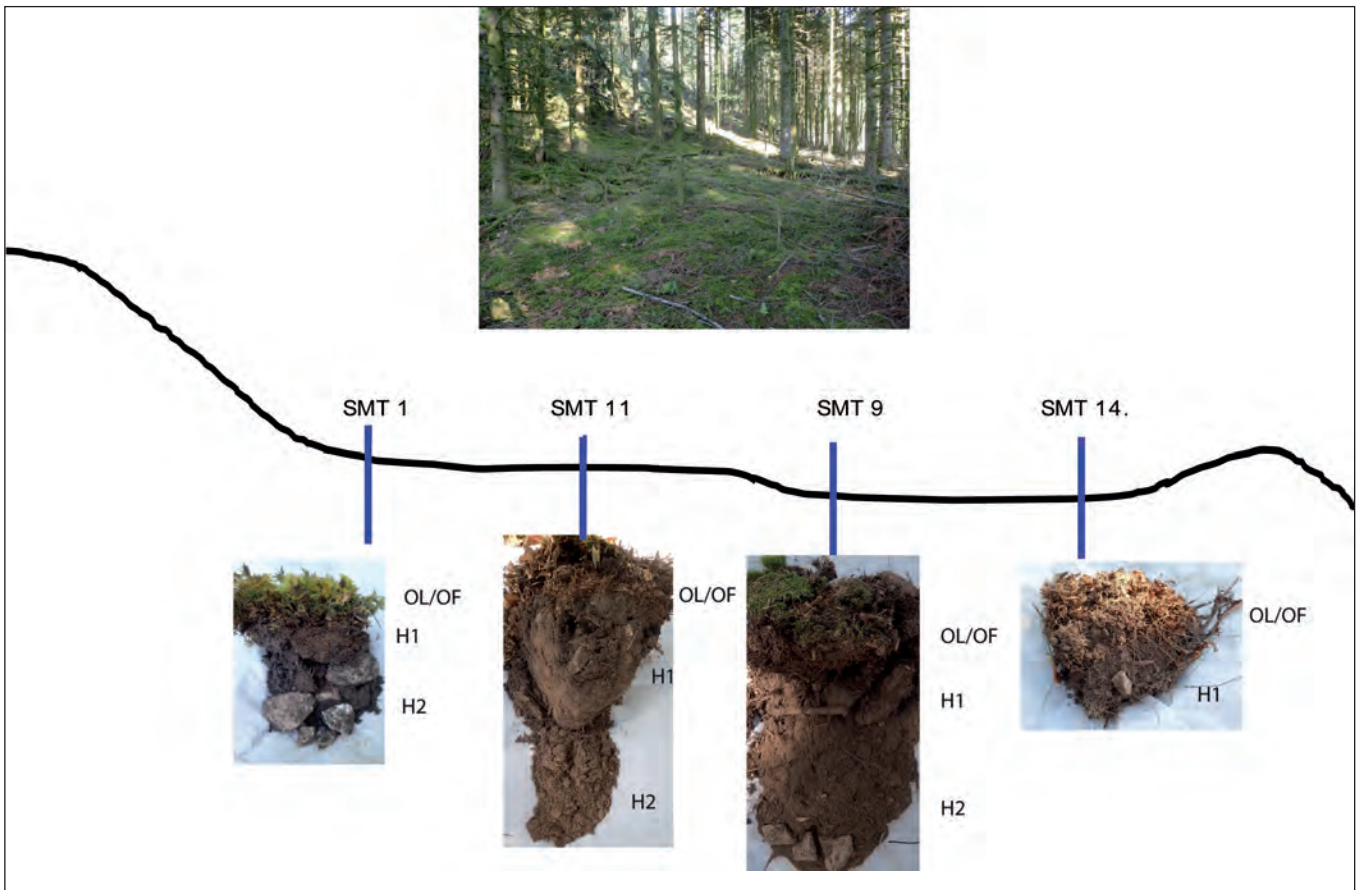 SMT 1
SMT 11
SMT 9
SMT 14.
OL/OF
H1
H2
OL/OF
H1
H2
OL/OF
H1
H2
OL/OF
H1